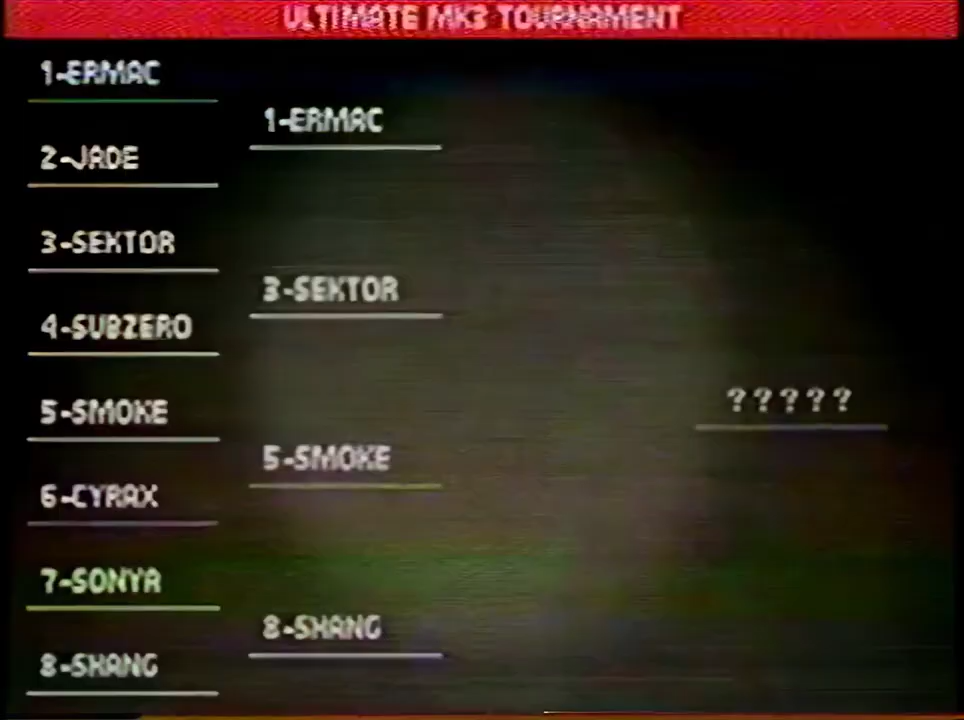 ULTIMATE MK3 TOURNAMENT
1-ERMAC
2-JADE
3-SEKTOR
4-SUBZERO
5-SMOKE
6-CYRAX
7-SONYA
8-SHANG
1-ERMAC
3-SEKTOR
5-SMOKE
8-SHANG
?????